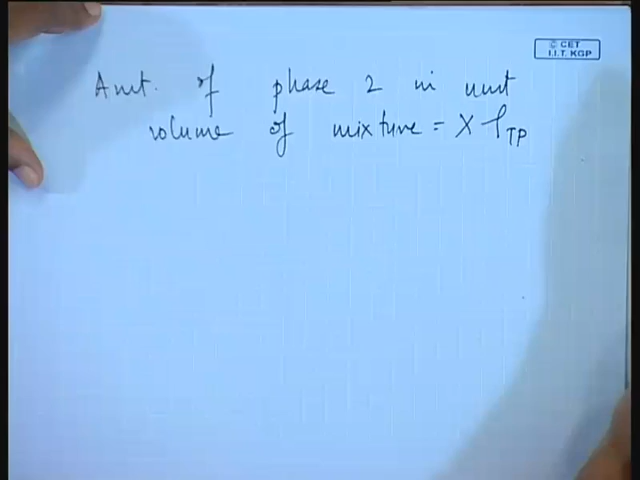 © CET
I.I.T. KGP
Amt. of phase 2 in unit
volume of mixture = x ρTP